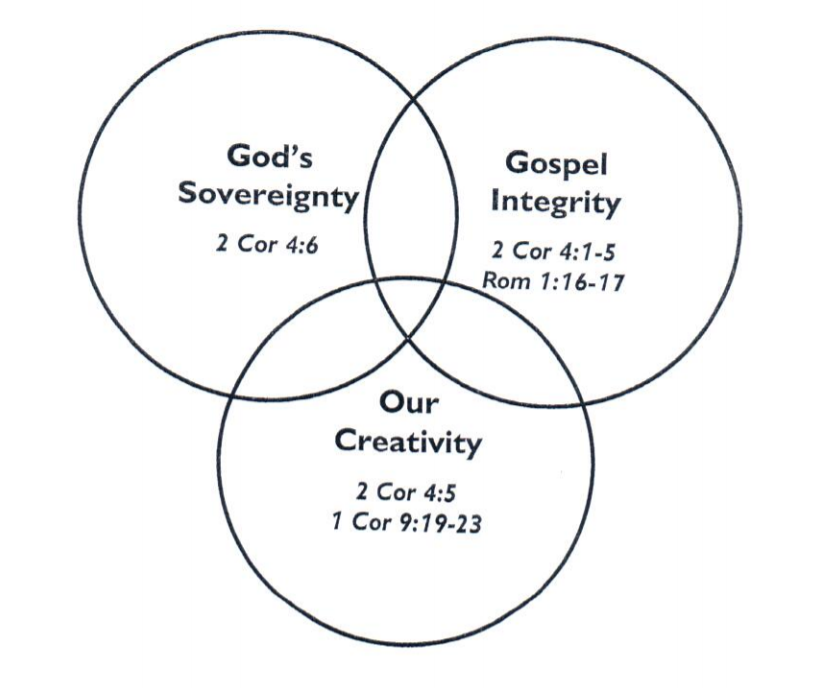 God's
Sovereignty
2 Cor 4:6
Gospel
Integrity
2 Cor 4:1-5
Rom 1:16-17
Our
Creativity
2 Cor 4:5
1 Cor 9:19-23